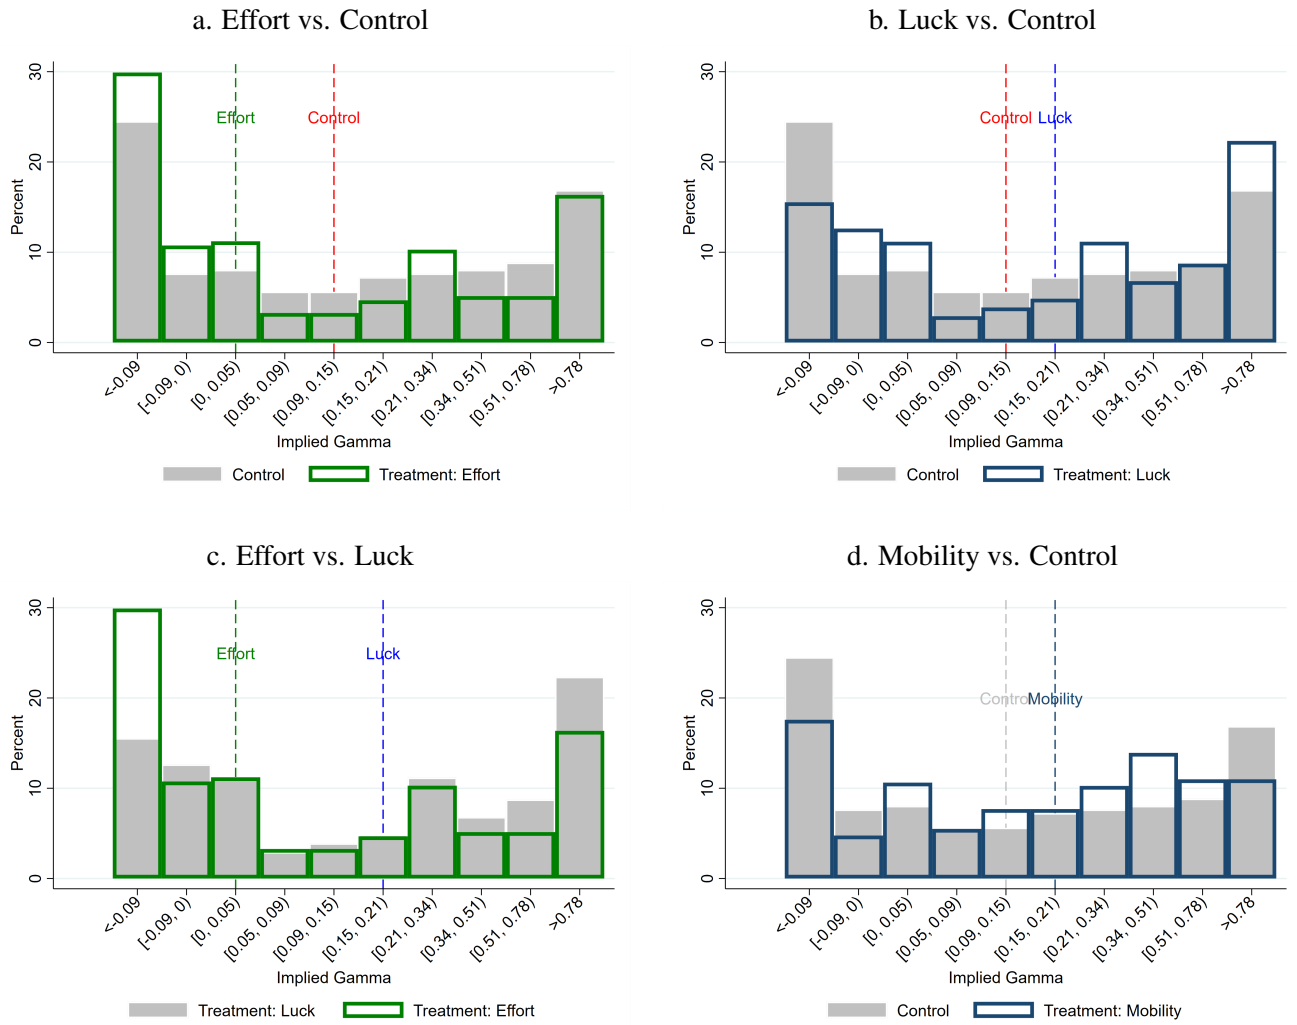 a. Effort vs. Control
30
20
10
0
Percent
Effort
Control
<-0.09
[-0.09, 0)
[0, 0.05)
[0.05, 0.09)
[0.09, 0.15)
[0.15, 0.21)
[0.21, 0.34)
[0.34, 0.51)
[0.51, 0.78)
>0.78
Implied Gamma
Control
Treatment: Effort
b. Luck vs. Control
30
20
10
0
Percent
Control
Luck
<-0.09
[-0.09, 0)
[0, 0.05)
[0.05, 0.09)
[0.09, 0.15)
[0.15, 0.21)
[0.21, 0.34)
[0.34, 0.51)
[0.51, 0.78)
>0.78
Implied Gamma
Control
Treatment: Luck
c. Effort vs. Luck
30
20
10
0
Percent
Effort
Luck
<-0.09
[-0.09, 0)
[0, 0.05)
[0.05, 0.09)
[0.09, 0.15)
[0.15, 0.21)
[0.21, 0.34)
[0.34, 0.51)
[0.51, 0.78)
>0.78
Implied Gamma
Treatment: Luck
Treatment: Effort
d. Mobility vs. Control
30
20
10
0
Percent
Control
Mobility
<-0.09
[-0.09, 0)
[0, 0.05)
[0.05, 0.09)
[0.09, 0.15)
[0.15, 0.21)
[0.21, 0.34)
[0.34, 0.51)
[0.51, 0.78)
>0.78
Implied Gamma
Control
Treatment: Mobility